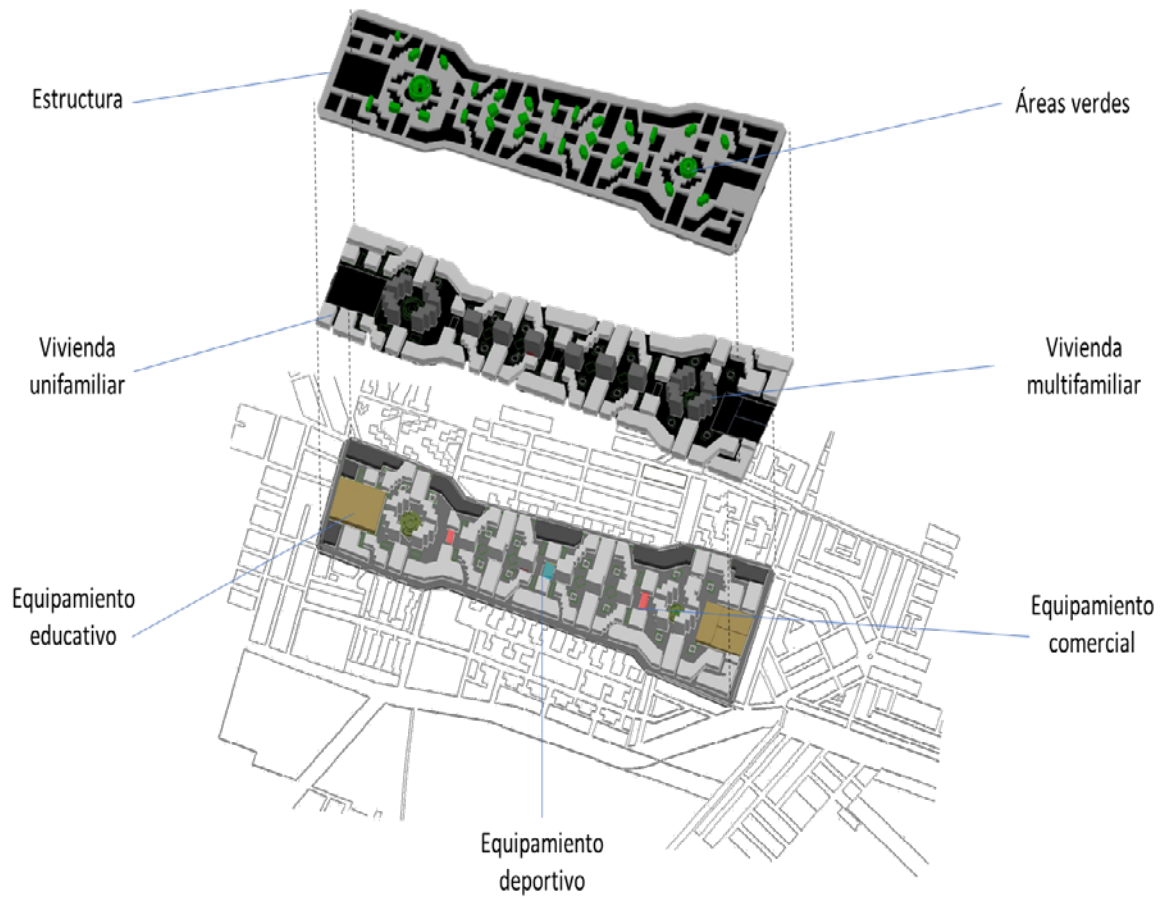 Estructura
Áreas verdes
Vivienda
unifamiliar
Vivienda
multifamiliar
Equipamiento
educativo
Equipamiento
comercial
Equipamiento
deportivo